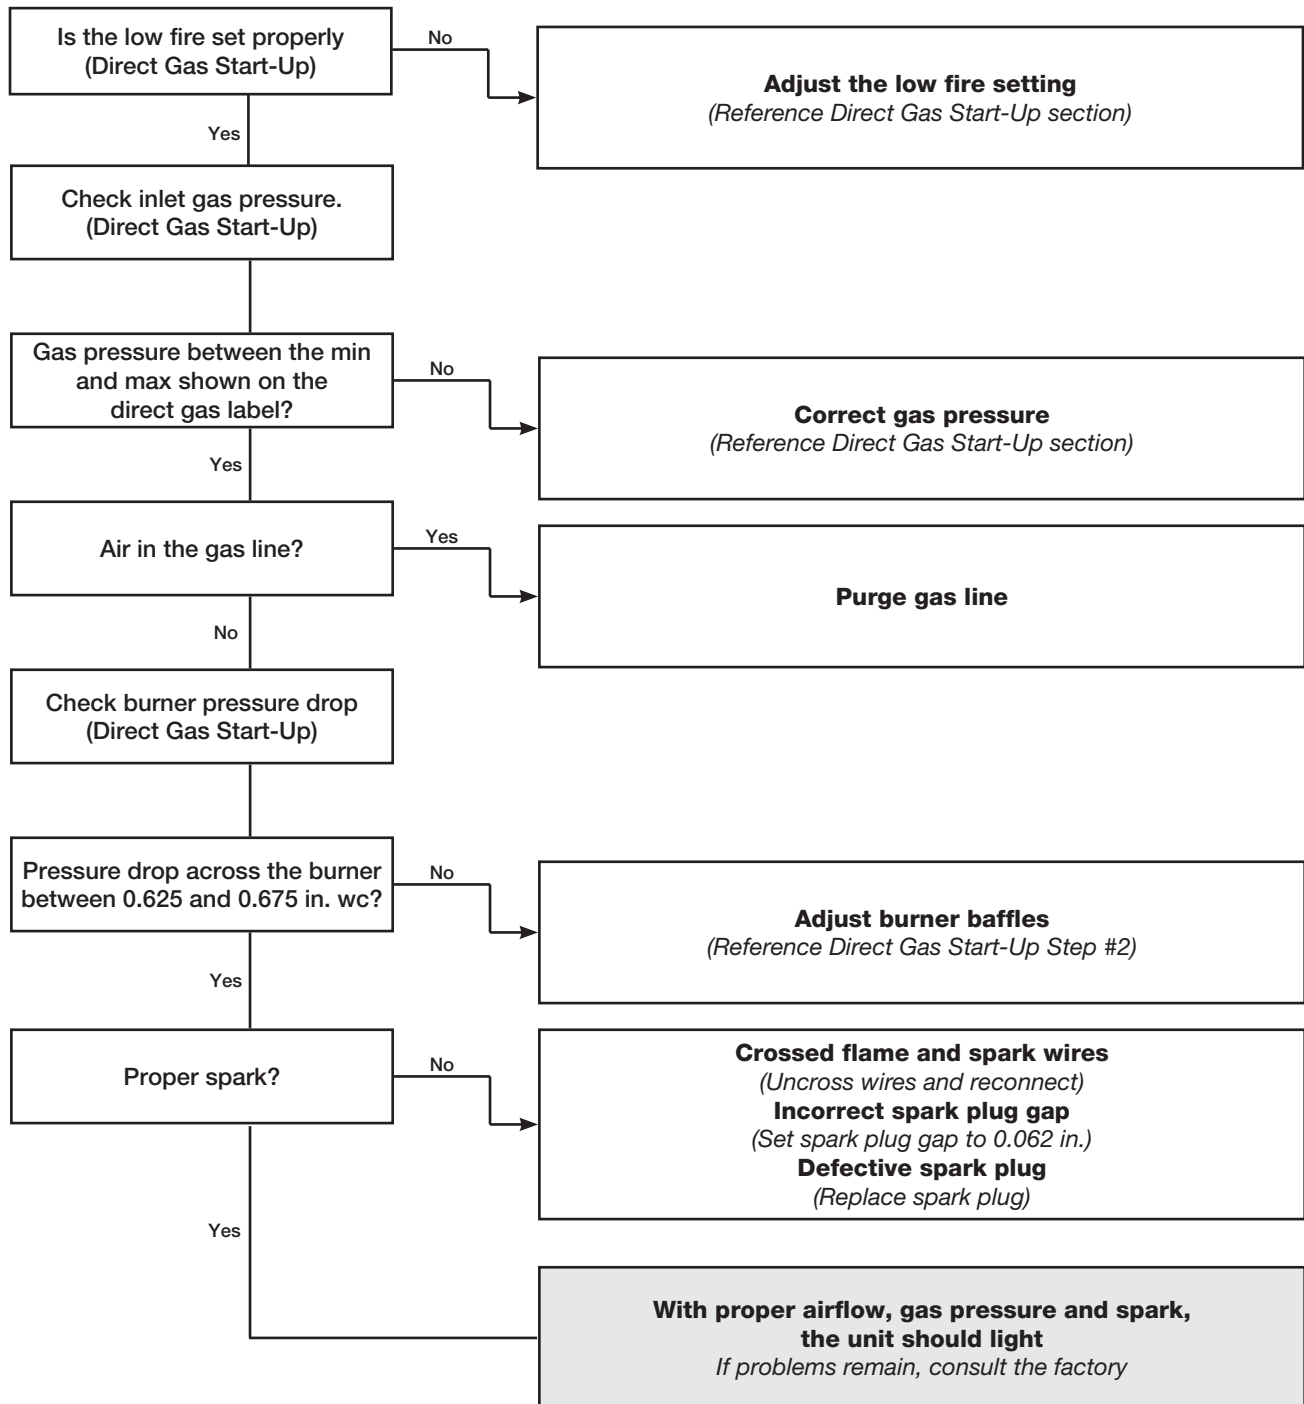 Is the low fire set properly
(Direct Gas Start-Up)
No
Adjust the low fire setting
(Reference Direct Gas Start-Up section)
Yes
Check inlet gas pressure.
(Direct Gas Start-Up)
Gas pressure between the min
and max shown on the
direct gas label?
No
Correct gas pressure
(Reference Direct Gas Start-Up section)
Yes
Air in the gas line?
Yes
Purge gas line
No
Check burner pressure drop
(Direct Gas Start-Up)
Pressure drop across the burner
between 0.625 and 0.675 in. wc?
No
Adjust burner baffles
(Reference Direct Gas Start-Up Step #2)
Yes
Proper spark?
No
Crossed flame and spark wires
(Uncross wires and reconnect)
Incorrect spark plug gap
(Set spark plug gap to 0.062 in.)
Defective spark plug
(Replace spark plug)
Yes
With proper airflow, gas pressure and spark,
the unit should light
If problems remain, consult the factory